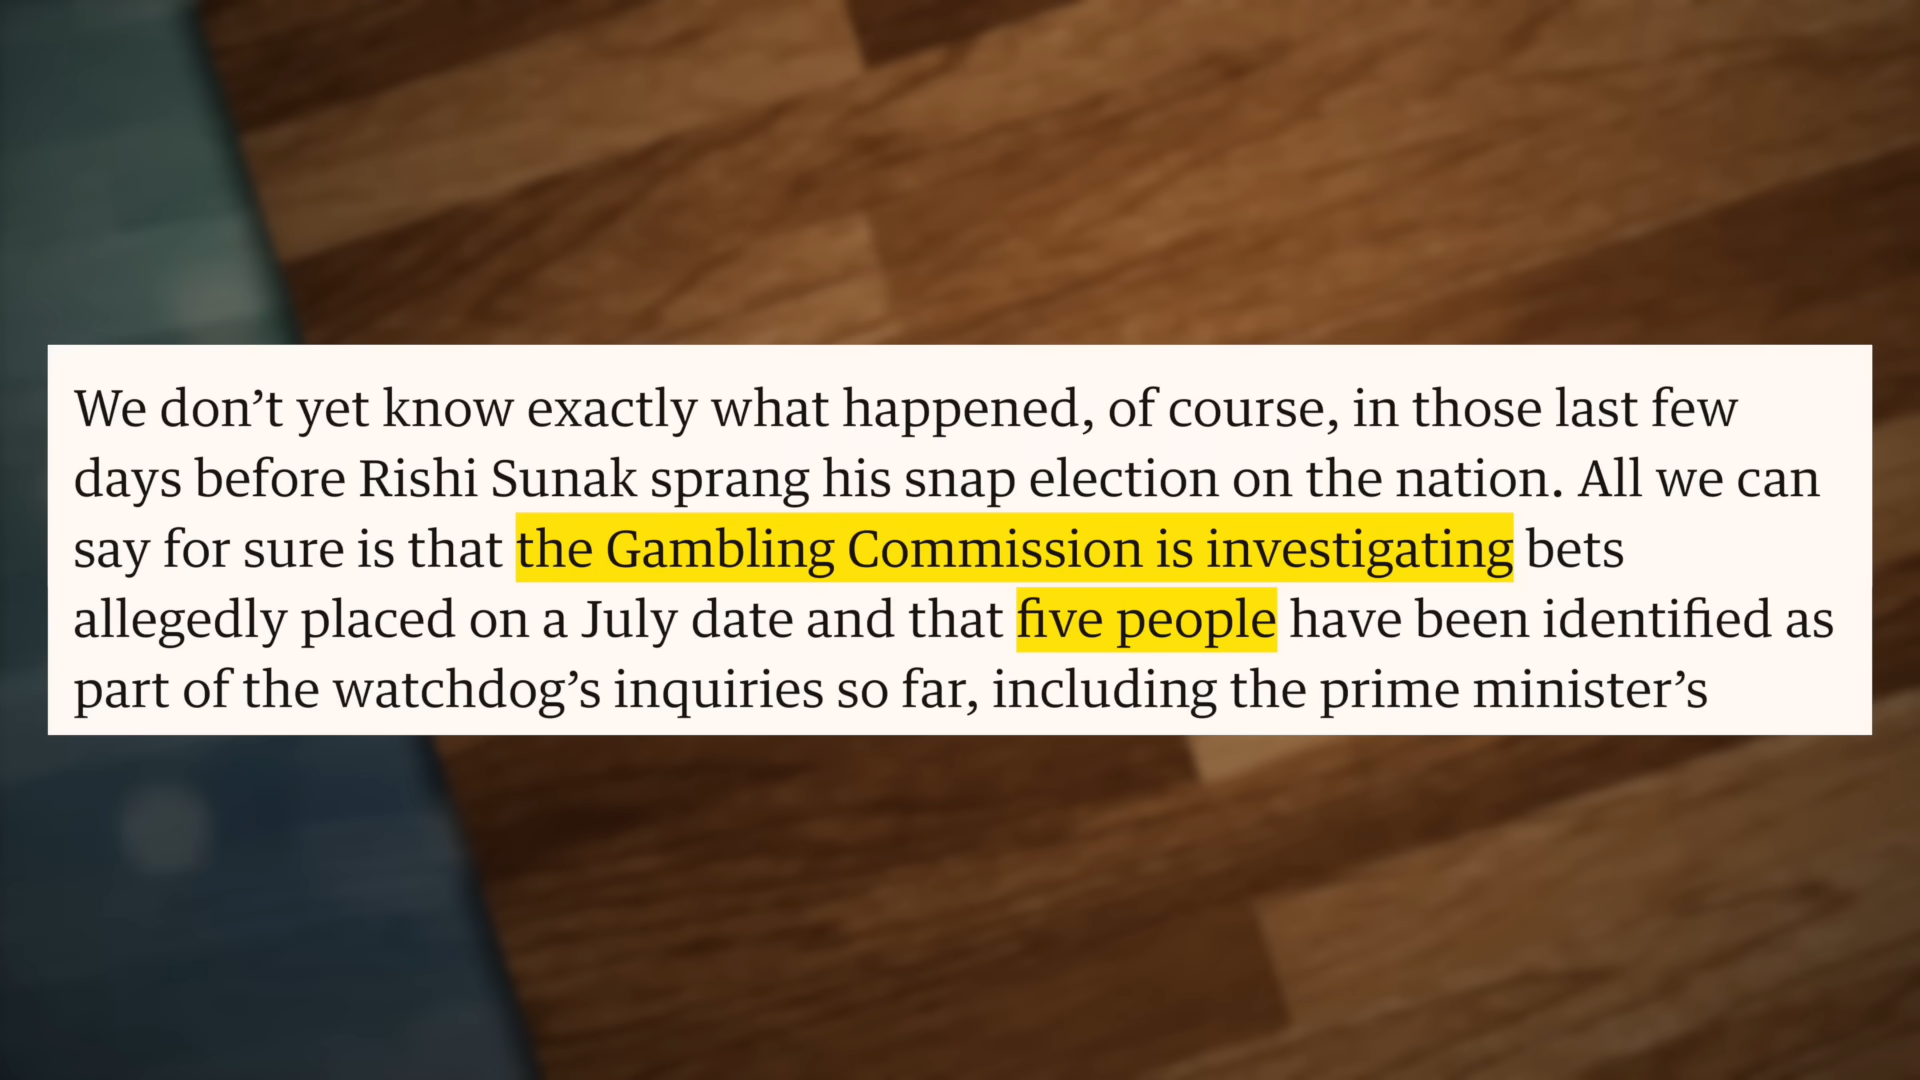 We don’t yet know exactly what happened, of course, in those last few
days before Rishi Sunak sprang his snap election on the nation. All we can
say for sure is that the Gambling Commission is investigating bets
allegedly placed on a July date and that five people have been identified as
part of the watchdog’s inquiries so far, including the prime minister’s